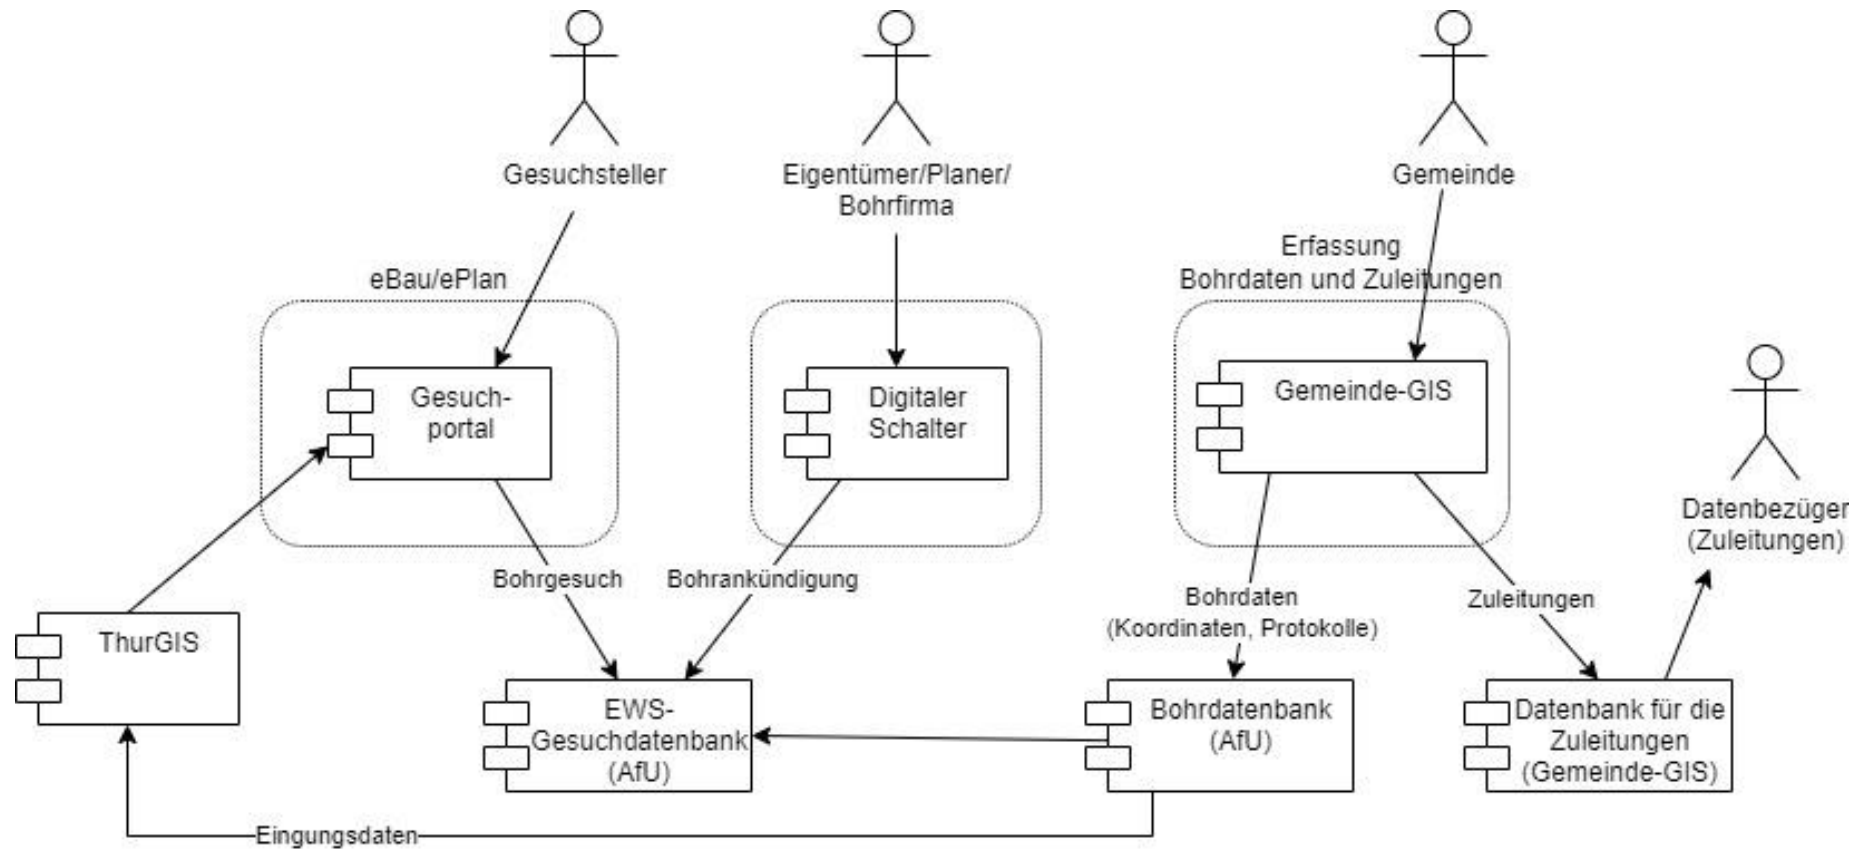 Gesuchsteller
Eigentümer/Planer/
Bohrfirma
Gemeinde
eBau/ePlan
Erfassung
Bohrdaten und Zuleitungen
Gesuch-
portal
Digitaler
Schalter
Gemeinde-GIS
Datenbezüger
(Zuleitungen)
Bohrgesuch
Bohrankündigung
Bohrdaten
(Koordinaten, Protokolle)
Zuleitungen
ThurGIS
EWS-
Gesuchdatenbank
(AfU)
Bohrdatenbank
(AfU)
Datenbank für die
Zuleitungen
(Gemeinde-GIS)
Eingungsdaten